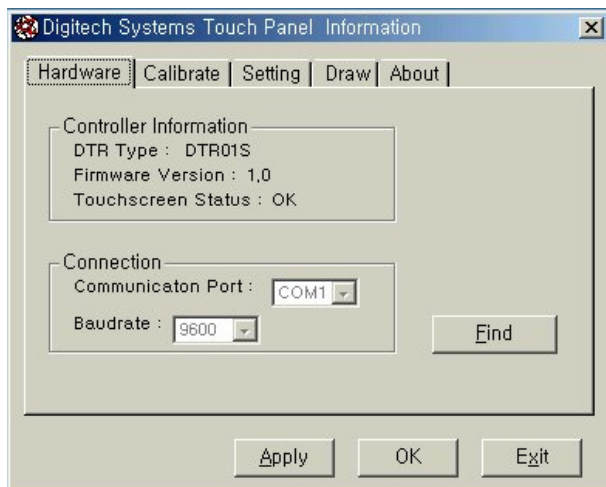 Digitech Systems Touch Panel Information
Hardware Calibrate Setting Draw About
Controller Information
DTR Type : DTR01S
Firmware Version : 1,0
Touchscreen Status : OK
Connection
Communicaton Port : COM1
Baudrate : 9600
Find
Apply OK Exit